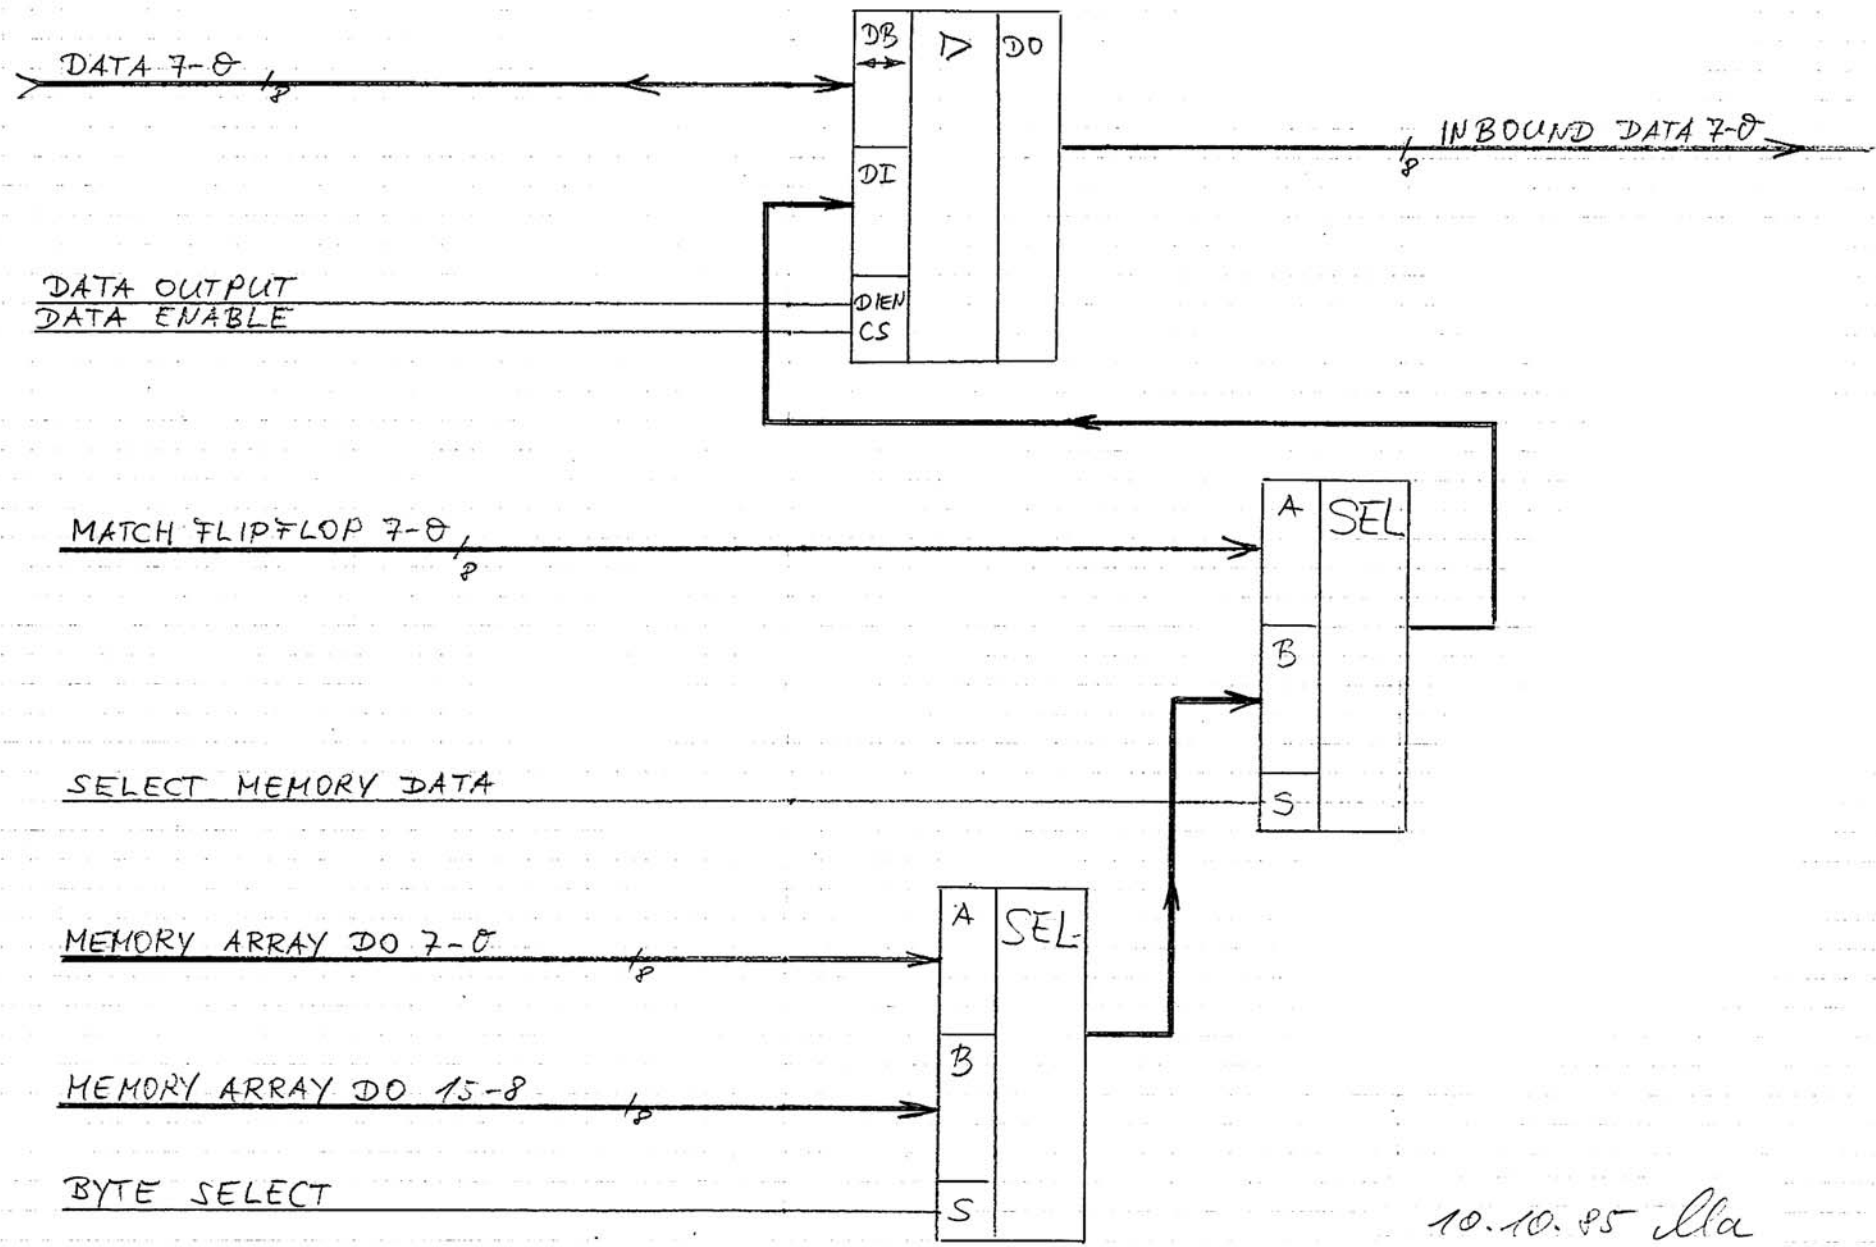 DATA 7-0
8
DB
▷
DO
↔
INBOUND DATA 7-0
8
DI
DATA OUTPUT
DIEN
DATA ENABLE
CS
MATCH FLIPFLOP 7-0
8
A
SEL
B
SELECT MEMORY DATA
S
MEMORY ARRAY DO 7-0
8
A
SEL
B
MEMORY ARRAY DO 15-8
8
BYTE SELECT
S
10.10.85 Ma